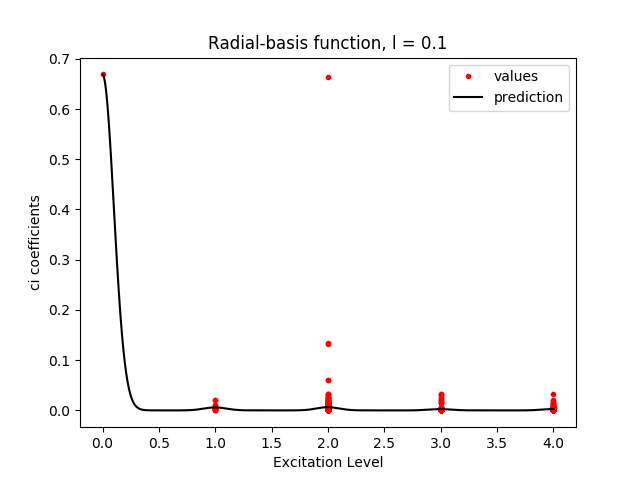 Radial-basis function, l = 0.1
0.7
0.6
0.5
0.4
0.3
0.2
0.1
0.0
ci coefficients
values
prediction
0.0 0.5 1.0 1.5 2.0 2.5 3.0 3.5 4.0
Excitation Level